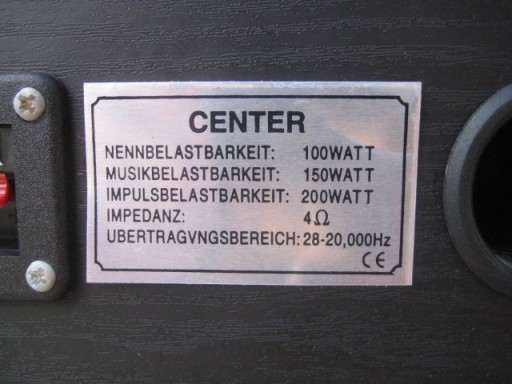 CENTER
NENNBELASTBARKEIT: 100WATT
MUSIKBELASTBARKEIT: 150WATT
IMPULSBELASTBARKEIT: 200WATT
IMPEDANZ: 4Ω
UBERTRAGVNGSBEREICH: 28-20,000Hz
CE